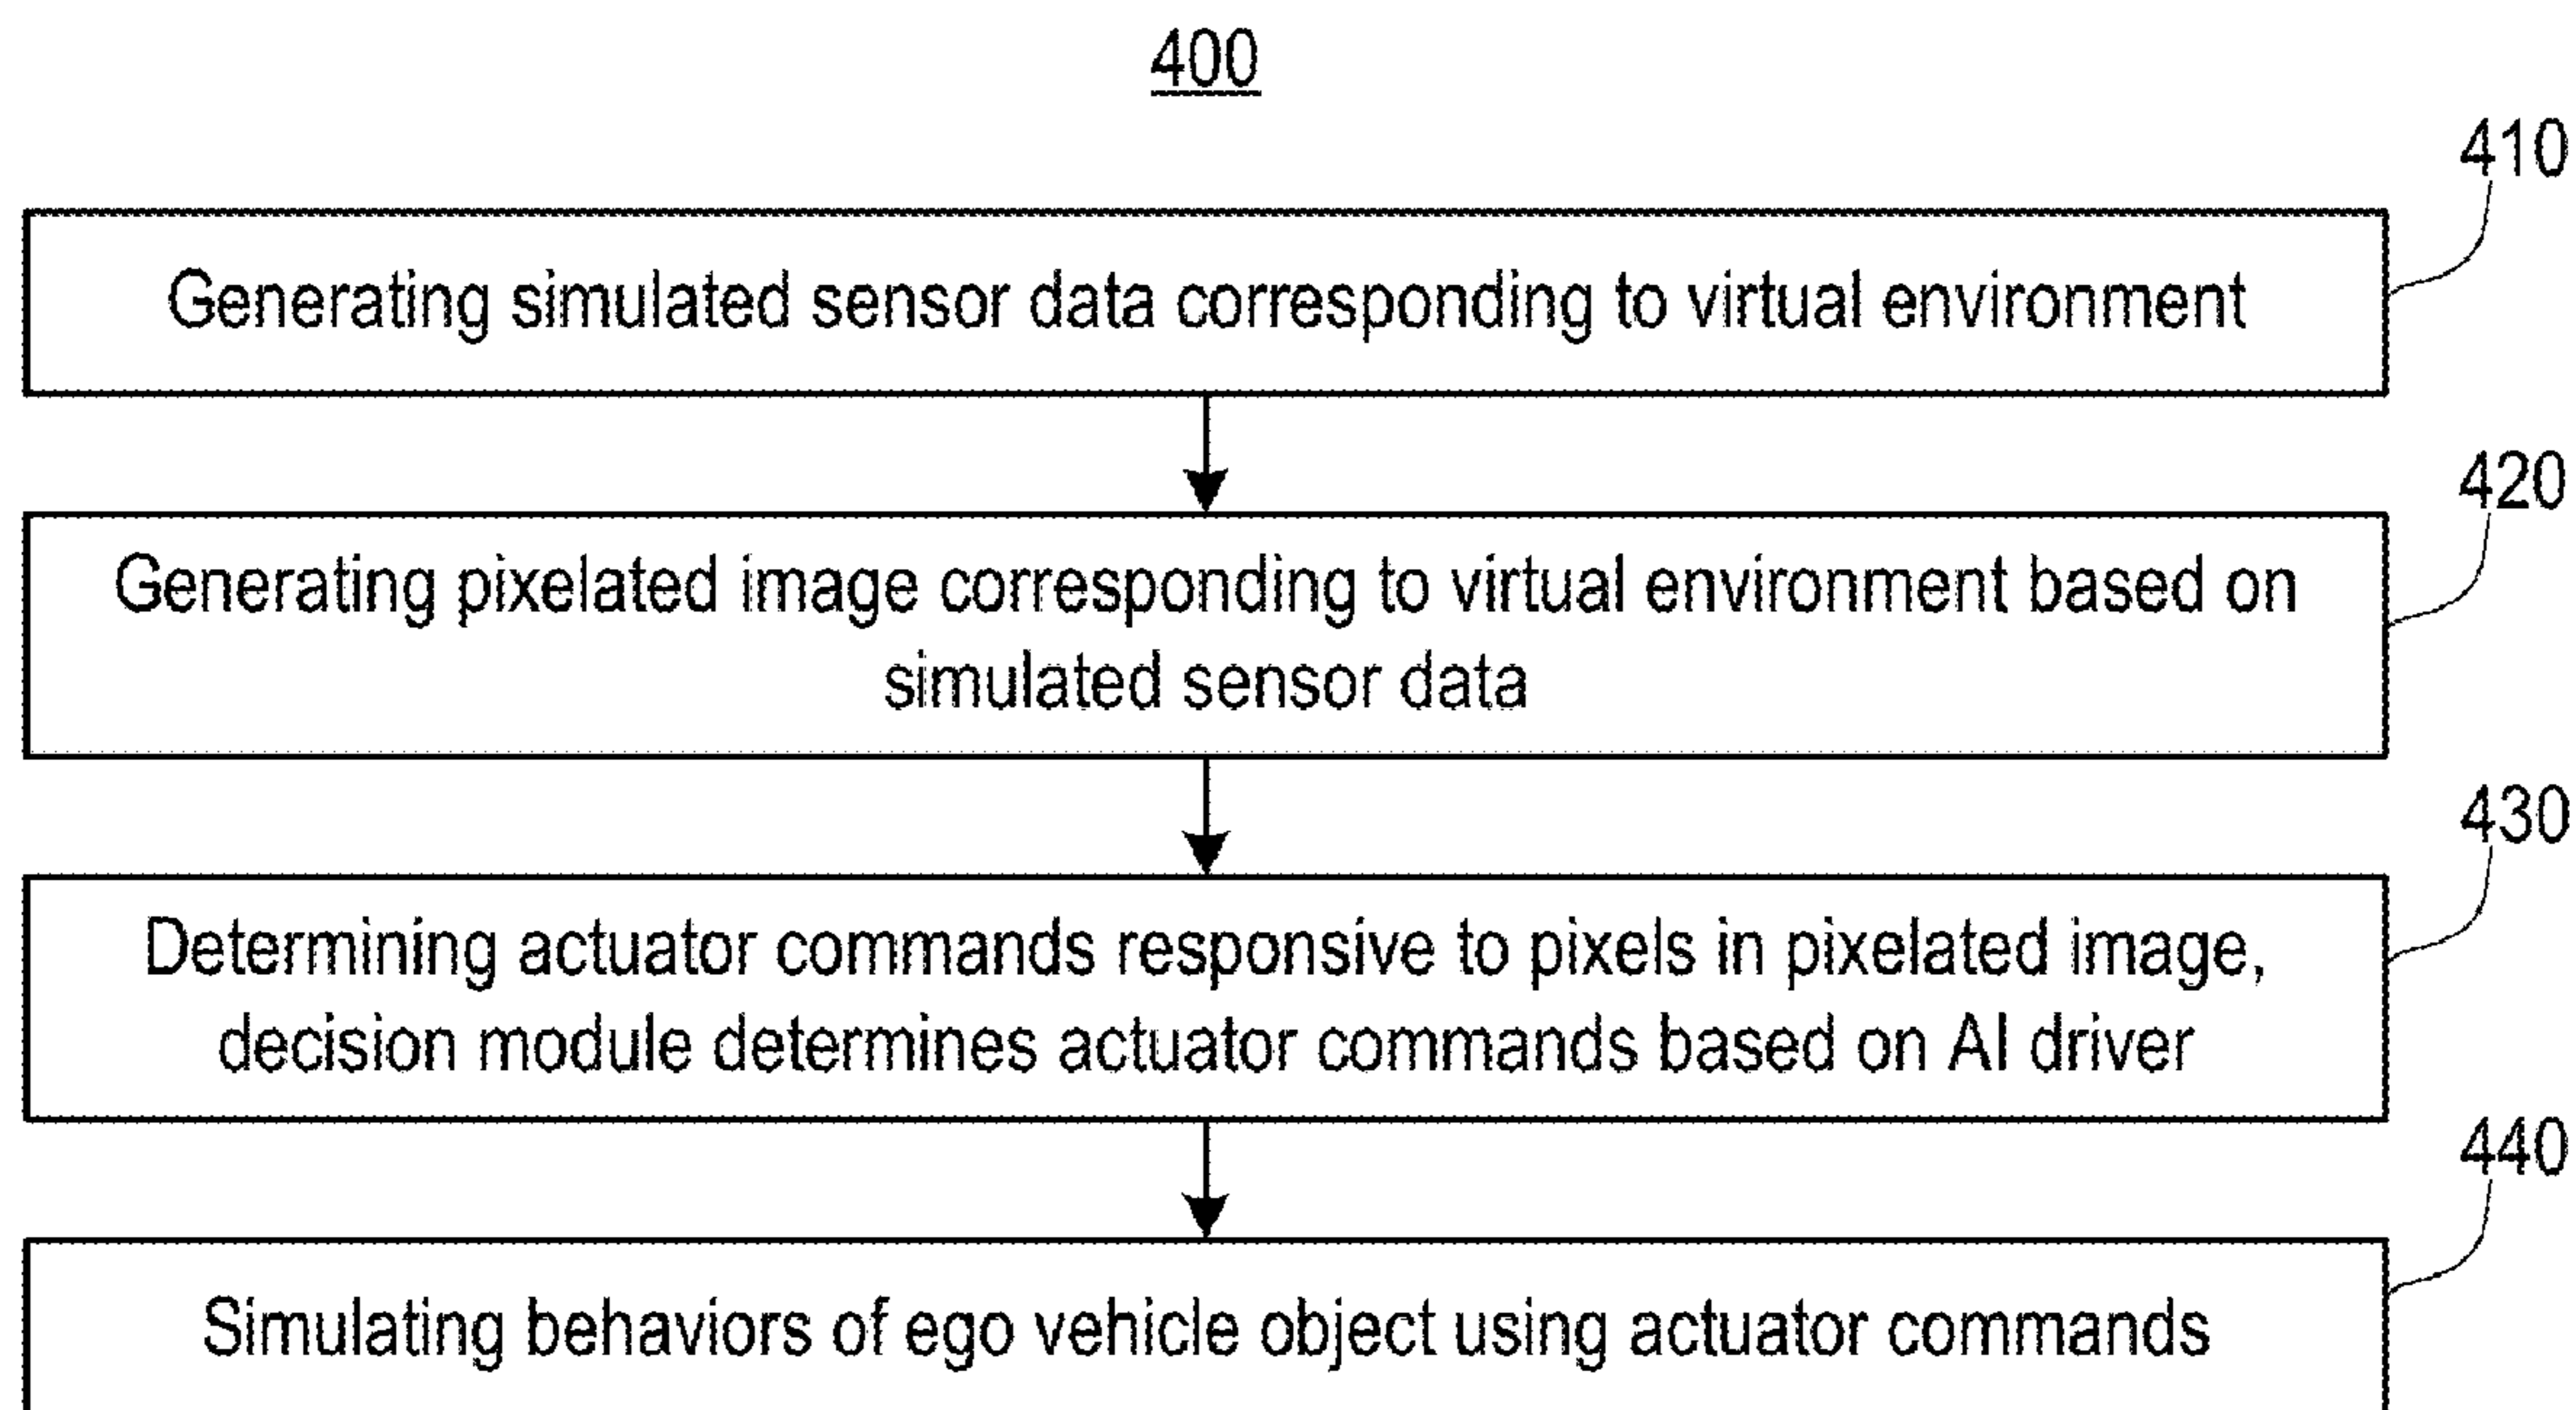 400
410
Generating simulated sensor data corresponding to virtual environment
420
Generating pixelated image corresponding to virtual environment based on
simulated sensor data
430
Determining actuator commands responsive to pixels in pixelated image,
decision module determines actuator commands based on AI driver
440
Simulating behaviors of ego vehicle object using actuator commands